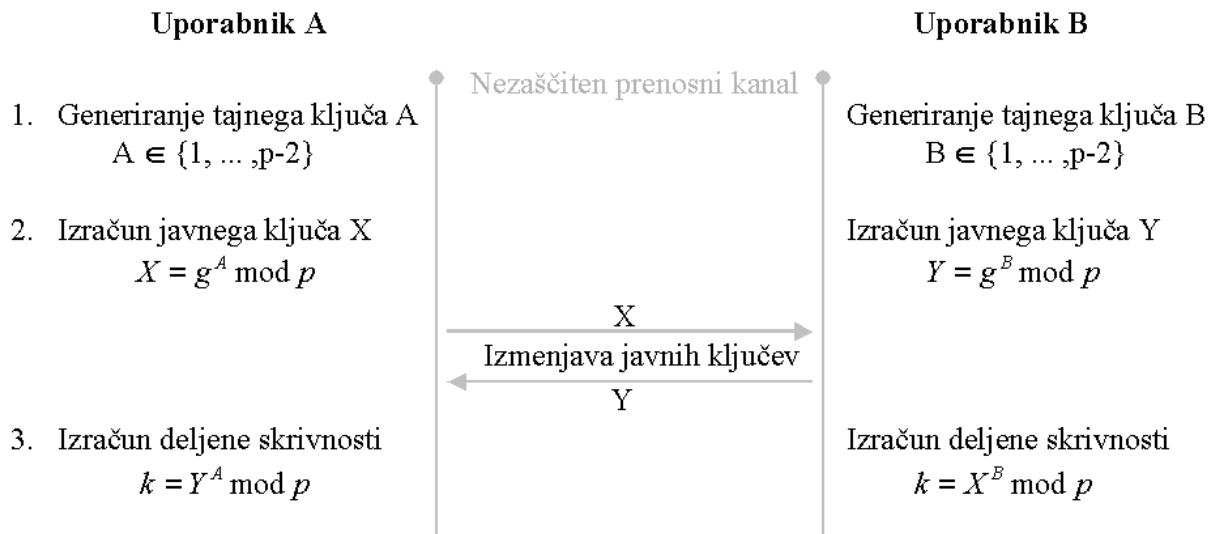 Uporabnik A
Uporabnik B
Nezaščiten prenosni kanal
1. Generiranje tajnega ključa A
A ∈ {1, ... ,p-2}
Generiranje tajnega ključa B
B ∈ {1, ... ,p-2}
2. Izračun javnega ključa X
X = g^A mod p
Izračun javnega ključa Y
Y = g^B mod p
X
Izmenjava javnih ključev
Y
3. Izračun deljene skrivnosti
k = Y^A mod p
Izračun deljene skrivnosti
k = X^B mod p